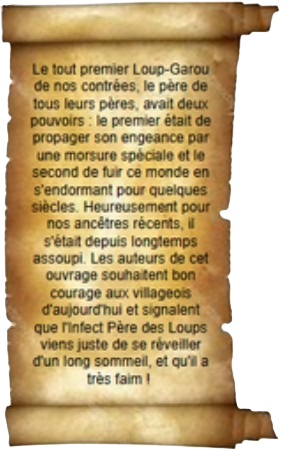 Le tout premier Loup-Garou
de nos contrées, le père de
tous leurs pères, avait deux
pouvoirs : le premier était de
propager son engeance par
une morsure spéciale et le
second de fuir ce monde en
s'endormant pour quelques
siècles. Heureusement pour
nos ancêtres récents, il
s'était depuis longtemps
assoupi. Les auteurs de cet
ouvrage souhaitent bon
courage aux villageois
d'aujourd'hui et signalent
que l'Infect Père des Loups
viens juste de se réveiller
d'un long sommeil, et qu'il a
très faim !